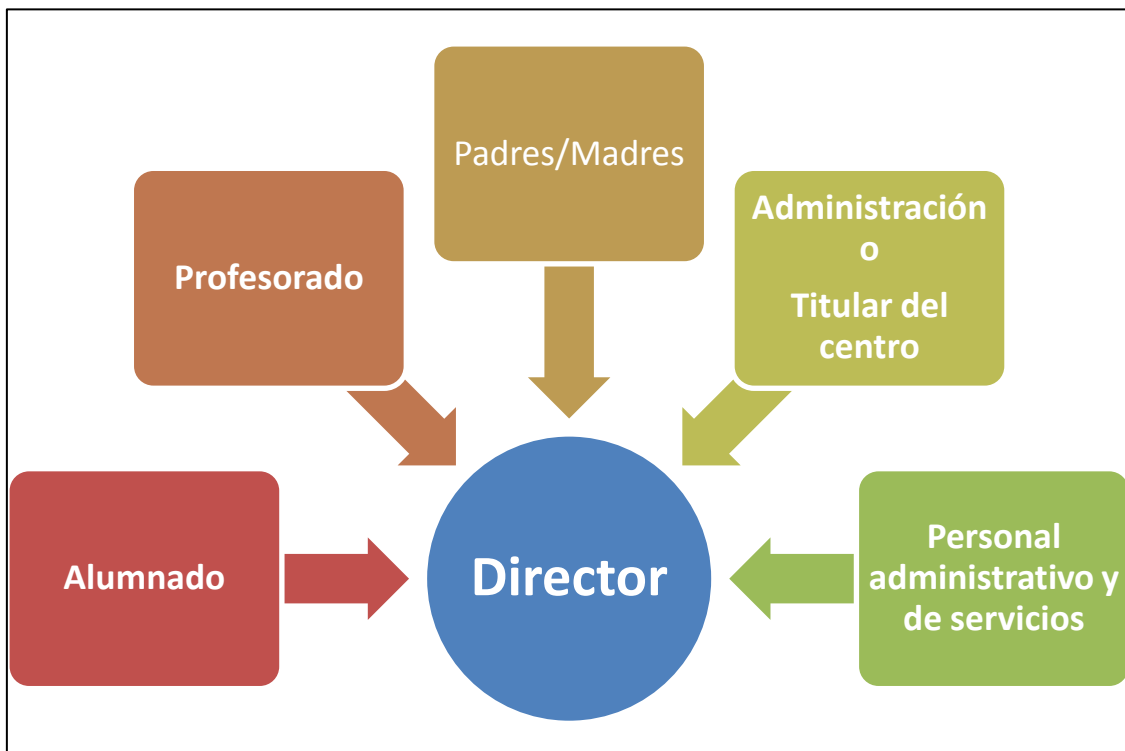 Padres/Madres
Profesorado
Administración
o
Titular del
centro
Alumnado
Director
Personal
administrativo y
de servicios